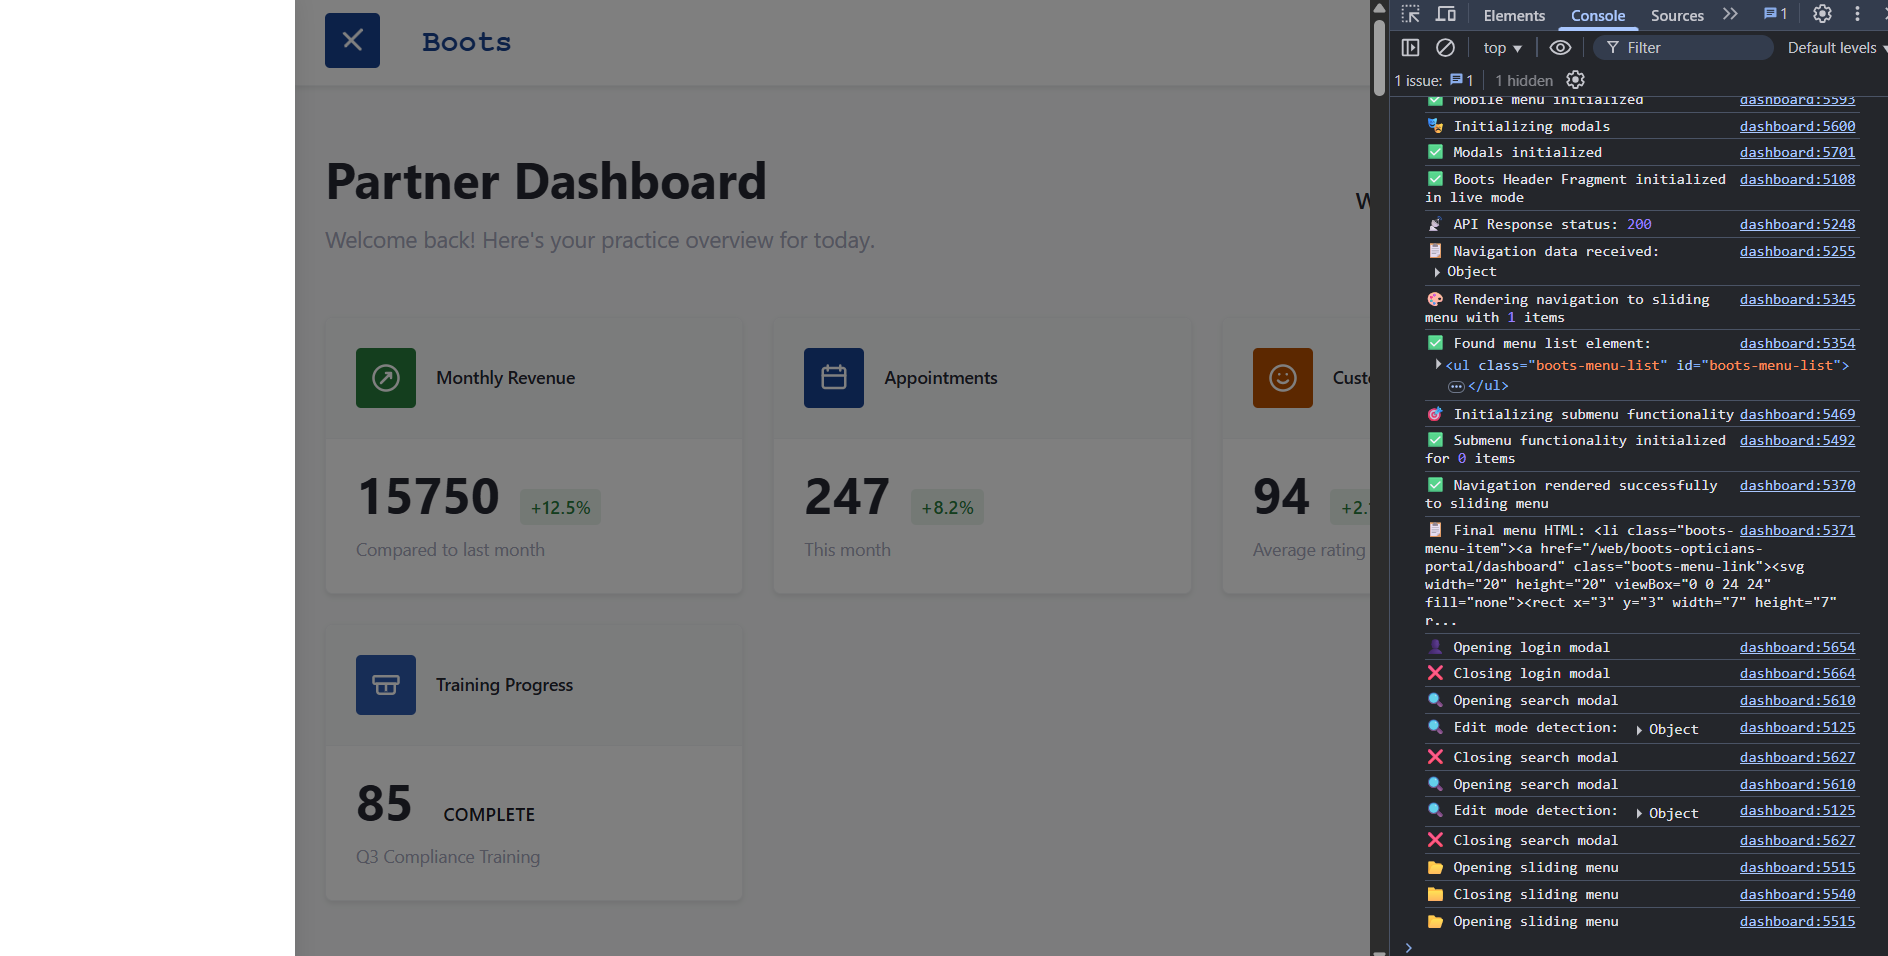 Boots
Partner Dashboard
W
Welcome back! Here's your practice overview for today.
Monthly Revenue
Appointments
Custo
15750 +12.5%
Compared to last month
247 +8.2%
This month
94 +2.
Average rating
Training Progress
85 COMPLETE
Q3 Compliance Training
Elements Console Sources 1
top Filter Default levels
1 issue: 1 1 hidden
Mobile menu initialized dashboard:5593
Initializing modals dashboard:5600
Modals initialized dashboard:5701
Boots Header Fragment initialized dashboard:5108
in live mode
API Response status: 200 dashboard:5248
Navigation data received: dashboard:5255
Object
Rendering navigation to sliding dashboard:5345
menu with 1 items
Found menu list element: dashboard:5354
<ul class="boots-menu-list" id="boots-menu-list">
</ul>
Initializing submenu functionality dashboard:5469
Submenu functionality initialized dashboard:5492
for 0 items
Navigation rendered successfully dashboard:5370
to sliding menu
Final menu HTML: <li class="boots- dashboard:5371
menu-item"><a href="/web/boots-opticians-
portal/dashboard" class="boots-menu-link"><svg
width="20" height="20" viewBox="0 0 24 24"
fill="none"><rect x="3" y="3" width="7" height="7"
r...
Opening login modal dashboard:5654
Closing login modal dashboard:5664
Opening search modal dashboard:5610
Edit mode detection: Object dashboard:5125
Closing search modal dashboard:5627
Opening search modal dashboard:5610
Edit mode detection: Object dashboard:5125
Closing search modal dashboard:5627
Opening sliding menu dashboard:5515
Closing sliding menu dashboard:5540
Opening sliding menu dashboard:5515